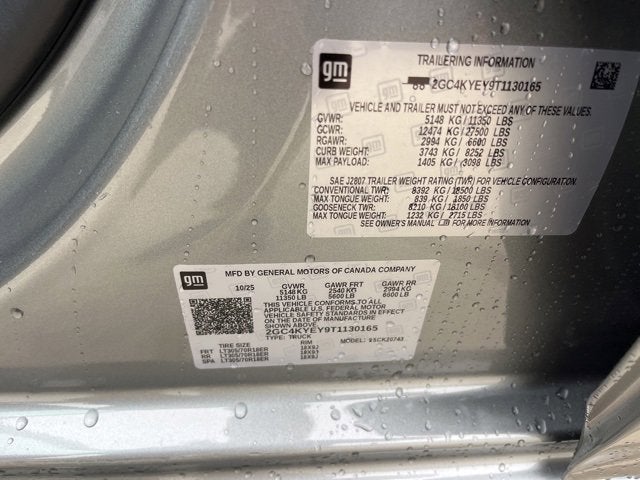 gm
TRAILERING INFORMATION
2GC4KYEY9T1130165
VEHICLE AND TRAILER MUST NOT EXCEED ANY OF THESE VALUES.
GVWR: 5148 KG/11350 LBS
GCWR: 12474 KG/27500 LBS
RGAWR: 2994 KG / 6600 LBS
CURB WEIGHT: 3743 KG / 8252 LBS
MAX PAYLOAD: 1405 KG / 3098 LBS
SAE J2807 TRAILER WEIGHT RATING (TWR) FOR VEHICLE CONFIGURATION.
CONVENTIONAL TWR: 8392 KG/18500 LBS
MAX TONGUE WEIGHT: 839 KG / 1850 LBS
GOOSENECK TWR: 8210 KG/18100 LBS
MAX TONGUE WEIGHT: 1232 KG / 2715 LBS
SEE OWNER'S MANUAL FOR MORE INFORMATION
gm
MFD BY GENERAL MOTORS OF CANADA COMPANY
10/25 GVWR GAWR FRT GAWR RR
5148 KG 2540 KG 2994 KG
11350 LB 5600 LB 6600 LB
THIS VEHICLE CONFORMS TO ALL
APPLICABLE U.S. FEDERAL MOTOR
VEHICLE SAFETY STANDARDS IN EFFECT
ON THE DATE OF MANUFACTURE
2GC4KYEY9T1130165
TYPE: TRUCK MODEL:
TIRE SIZE RIM
FRT LT305/70R18ER 18X9J
RR LT305/70R18ER 18X9J
SPA LT305/70R18ER 18X9J